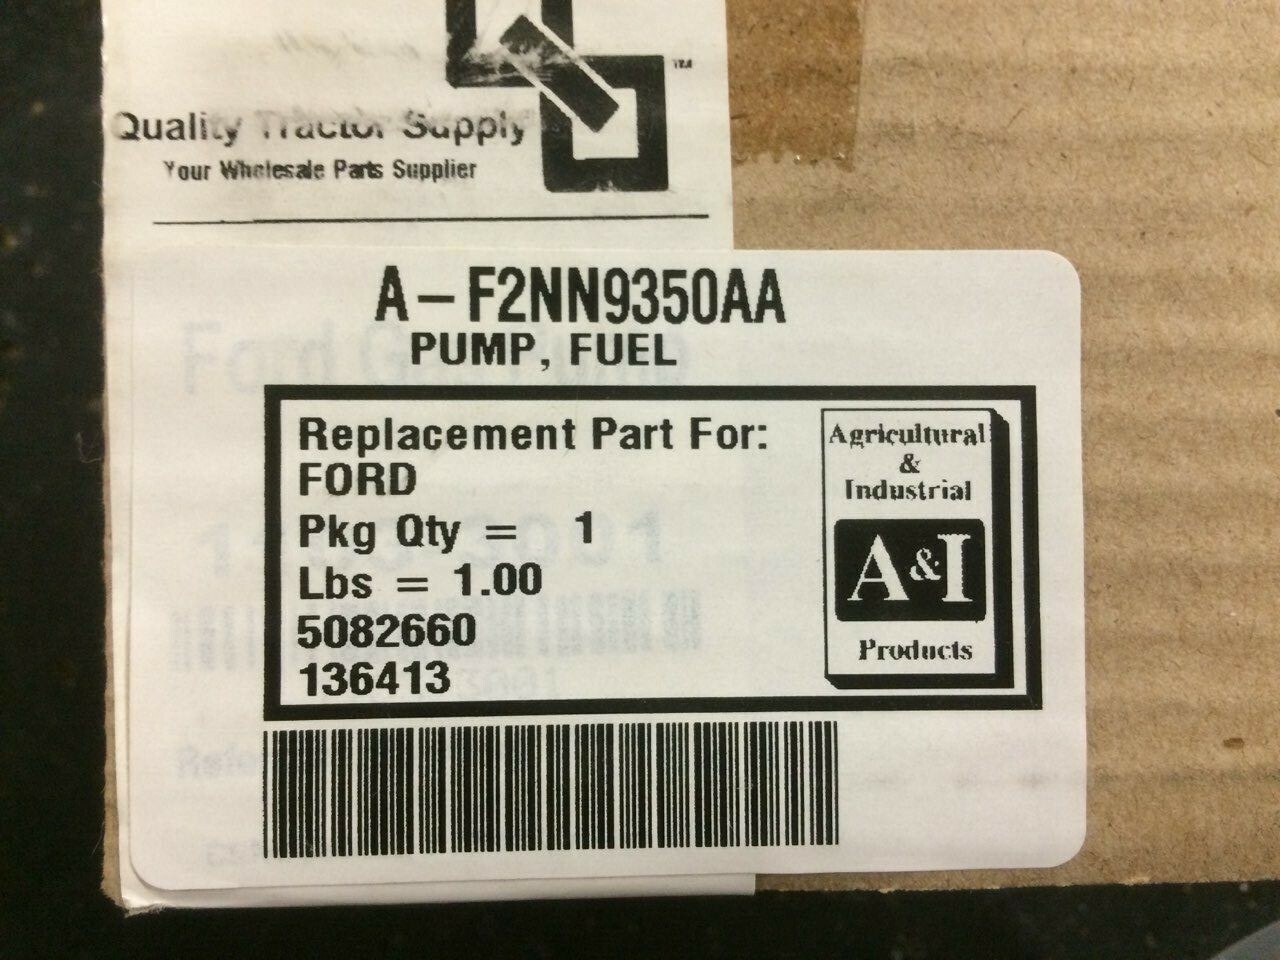 TM
Quality Tractor Supply
Your Wholesale Parts Supplier
A-F2NN9350AA
PUMP, FUEL
Replacement Part For:
FORD
Pkg Qty = 1
Lbs = 1.00
5082660
136413
Agricultural
&
Industrial
A&I
Products